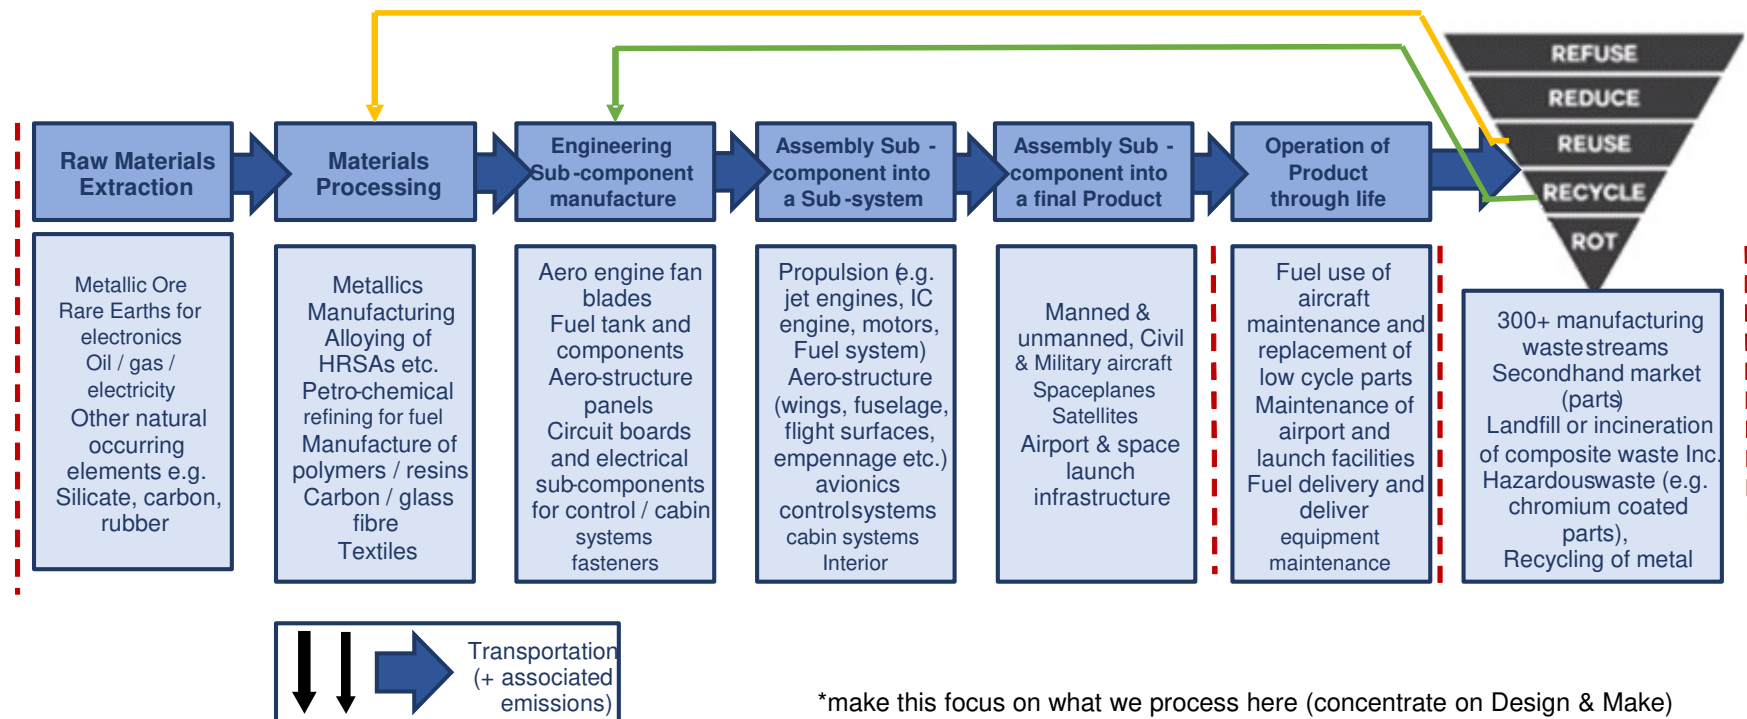 REFUSE
REDUCE
REUSE
RECYCLE
ROT
Raw Materials
Extraction
Materials
Processing
Engineering
Sub-component
manufacture
Assembly Sub -
component into
a Sub-system
Assembly Sub -
component into
a final Product
Operation of
Product
through life
Metallic Ore
Rare Earths for
electronics
Oil / gas /
electricity
Other natural
occurring
elements e.g.
Silicate, carbon,
rubber
Metallics
Manufacturing
Alloying of
HRSAs etc.
Petro-chemical
refining for fuel
Manufacture of
polymers / resins
Carbon / glass
fibre
Textiles
Aero engine fan
blades
Fuel tank and
components
Aero-structure
panels
Circuit boards
and electrical
sub-components
for control / cabin
systems
fasteners
Propulsion (e.g.
jet engines, IC
engine, motors,
Fuel system)
Aero-structure
(wings, fuselage,
flight surfaces,
empennage etc.)
avionics
control systems
cabin systems
Interior
Manned &
unmanned, Civil
& Military aircraft
Spaceplanes
Satellites
Airport & space
launch
infrastructure
Fuel use of
aircraft
maintenance and
replacement of
low cycle parts
Maintenance of
airport and
launch facilities
Fuel delivery and
deliver
equipment
maintenance
300+ manufacturing
waste streams
Secondhand market
(parts)
Landfill or incineration
of composite waste Inc.
Hazardous waste (e.g.
chromium coated
parts),
Recycling of metal
Transportation
(+ associated
emissions)
*make this focus on what we process here (concentrate on Design & Make)